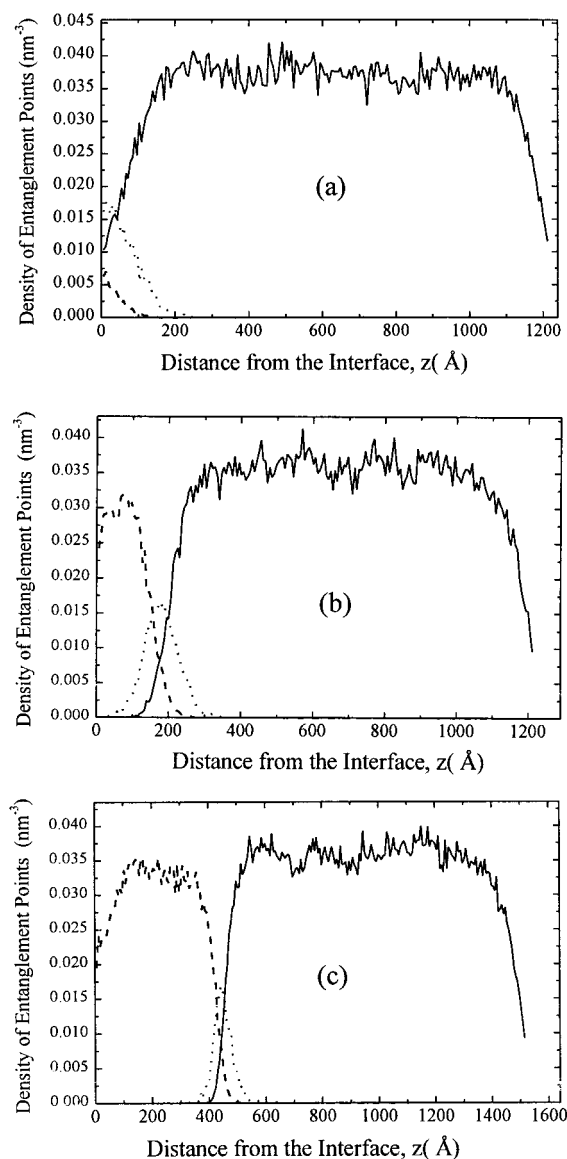 0.045
0.040
0.035
0.030
0.025
0.020
0.015
0.010
0.005
0.000
Density of Entanglement Points (nm⁻³)
(a)
0 200 400 600 800 1000 1200
Distance from the Interface, z( Å)
0.040
0.035
0.030
0.025
0.020
0.015
0.010
0.005
0.000
Density of Entanglement Points (nm⁻³)
(b)
0 200 400 600 800 1000 1200
Distance from the Interface, z( Å)
0.040
0.035
0.030
0.025
0.020
0.015
0.010
0.005
0.000
Density of Entanglement Points (nm⁻³)
(c)
0 200 400 600 800 1000 1200 1400 1600
Distance from the Interface, z( Å)